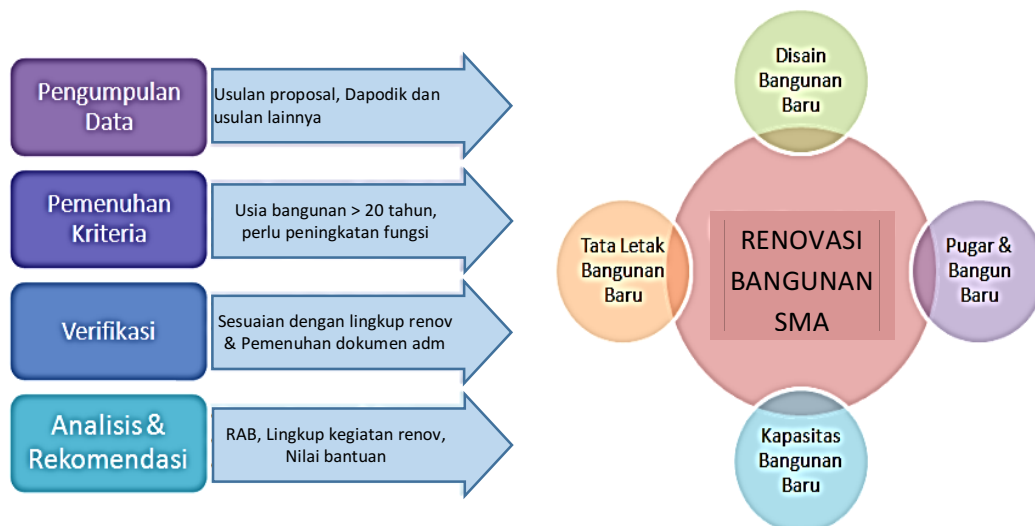 Pengumpulan
Data
Usulan proposal, Dapodik dan
usulan lainnya
Pemenuhan
Kriteria
Usia bangunan > 20 tahun,
perlu peningkatan fungsi
Verifikasi
Sesuaian dengan lingkup renov
& Pemenuhan dokumen adm
Analisis &
Rekomendasi
RAB, Lingkup kegiatan renov,
Nilai bantuan
Disain
Bangunan
Baru
Tata Letak
Bangunan
Baru
RENOVASI
BANGUNAN
SMA
Pugar &
Bangun
Baru
Kapasitas
Bangunan
Baru